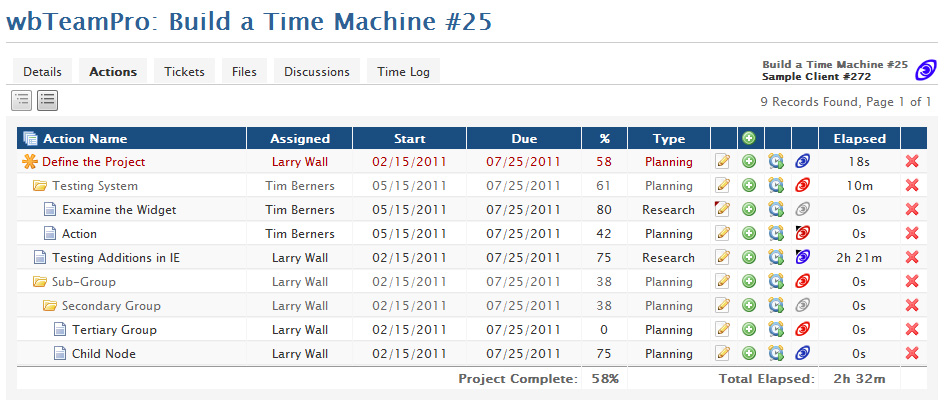 wbTeamPro: Build a Time Machine #25
Details Actions Tickets Files Discussions Time Log
Build a Time Machine #25
Sample Client #272
9 Records Found, Page 1 of 1
Action Name Assigned Start Due % Type Elapsed
Define the Project Larry Wall 02/15/2011 07/25/2011 58 Planning 18s
Testing System Tim Berners 05/15/2011 07/25/2011 61 Planning 10m
Examine the Widget Tim Berners 05/15/2011 07/25/2011 80 Research 0s
Action Tim Berners 05/15/2011 07/25/2011 42 Planning 0s
Testing Additions in IE Larry Wall 02/15/2011 07/25/2011 75 Research 2h 21m
Sub-Group Larry Wall 02/15/2011 07/25/2011 38 Planning 0s
Secondary Group Larry Wall 02/15/2011 07/25/2011 38 Planning 0s
Tertiary Group Larry Wall 02/15/2011 07/25/2011 0 Planning 0s
Child Node Larry Wall 02/15/2011 07/25/2011 75 Planning 0s
Project Complete: 58% Total Elapsed: 2h 32m